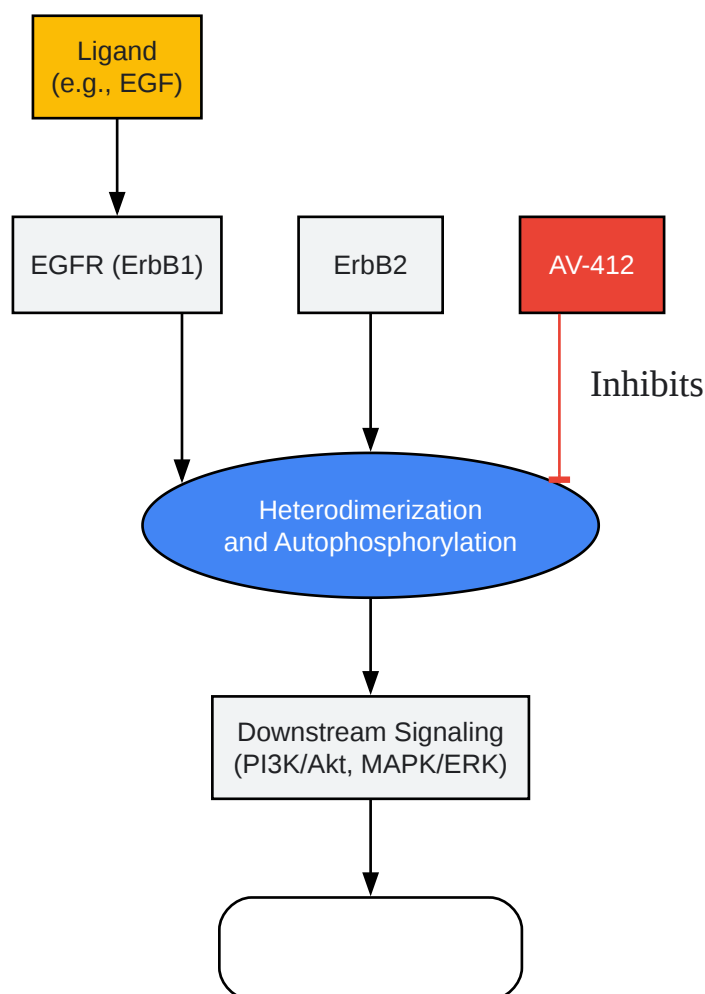 Ligand
(e.g., EGF)
EGFR (ErbB1)
ErbB2
AV-412
Inhibits
Heterodimerization
and Autophosphorylation
Downstream Signaling
(PI3K/Akt, MAPK/ERK)